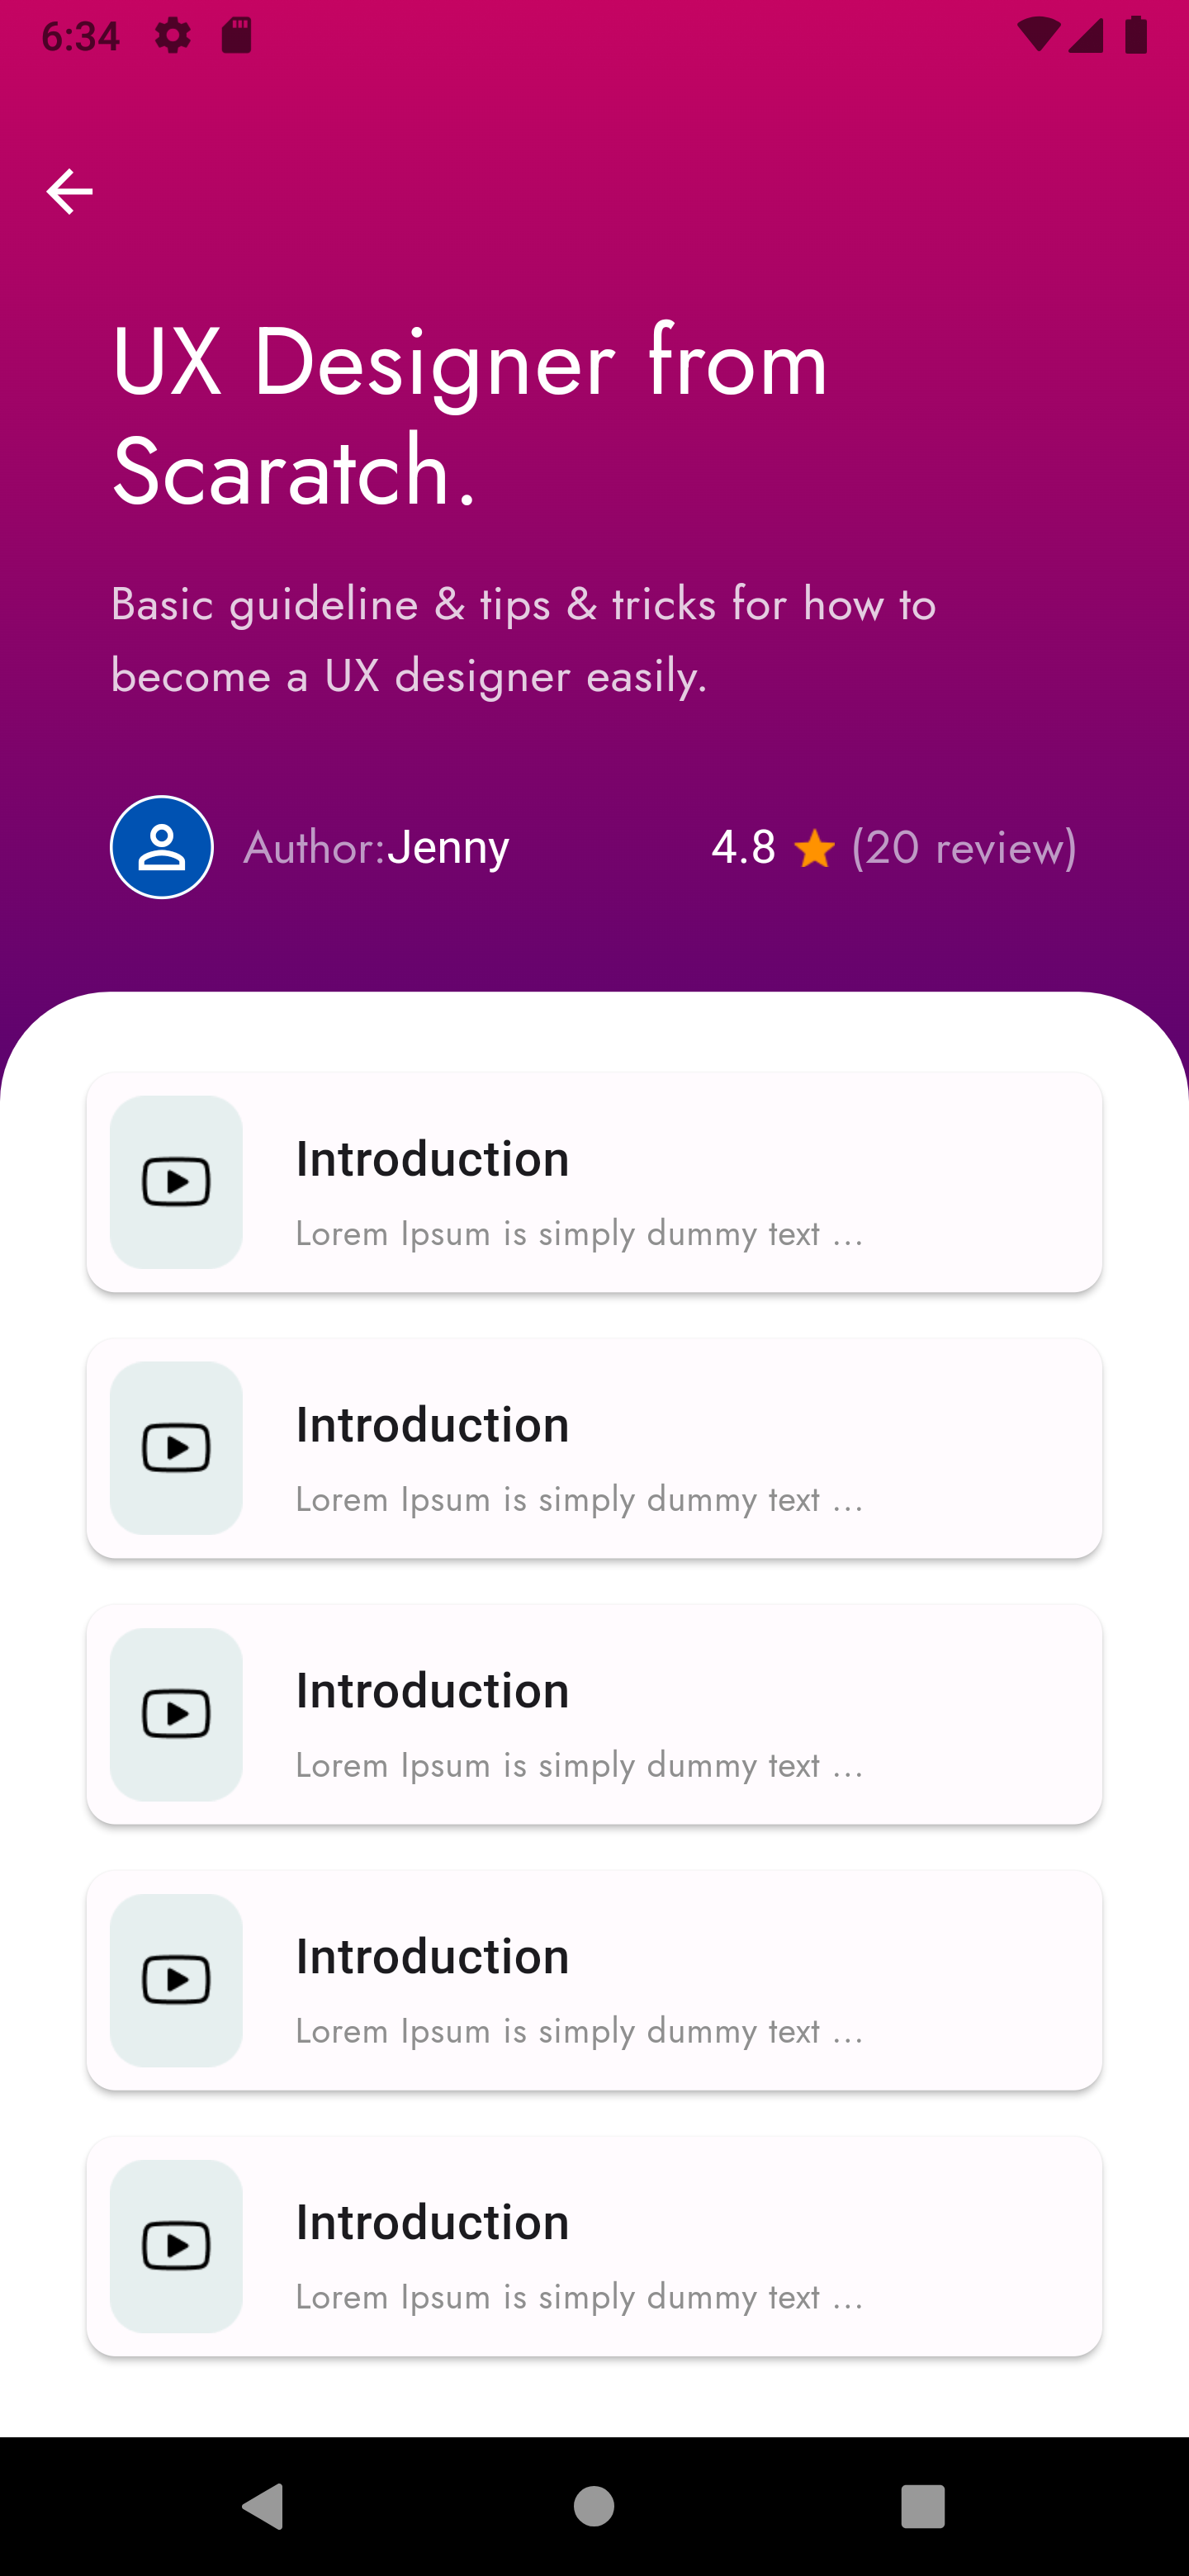 6:34
UX Designer from
Scaratch.
Basic guideline & tips & tricks for how to
become a UX designer easily.
Author:Jenny 4.8 (20 review)
Introduction
Lorem Ipsum is simply dummy text ...
Introduction
Lorem Ipsum is simply dummy text ...
Introduction
Lorem Ipsum is simply dummy text ...
Introduction
Lorem Ipsum is simply dummy text ...
Introduction
Lorem Ipsum is simply dummy text ...